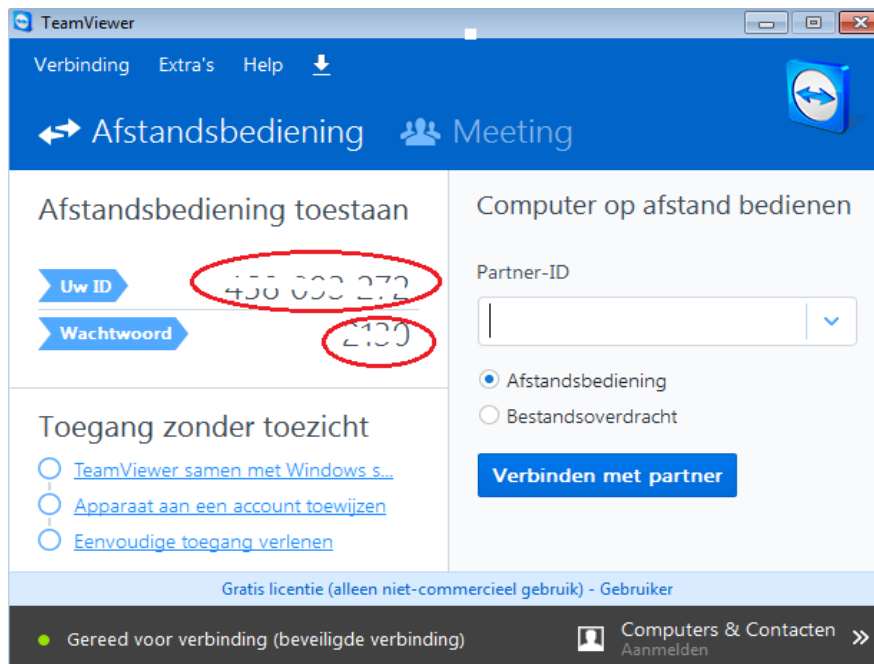 TeamViewer
Verbinding Extra's Help
Afstandsbediening Meeting
Afstandsbediening toestaan
Uw ID
Wachtwoord
Toegang zonder toezicht
TeamViewer samen met Windows s...
Apparaat aan een account toewijzen
Eenvoudige toegang verlenen
Computer op afstand bedienen
Partner-ID
Afstandsbediening
Bestandsoverdracht
Verbinden met partner
Gratis licentie (alleen niet-commercieel gebruik) - Gebruiker
Gereed voor verbinding (beveiligde verbinding)
Computers & Contacten
Aanmelden